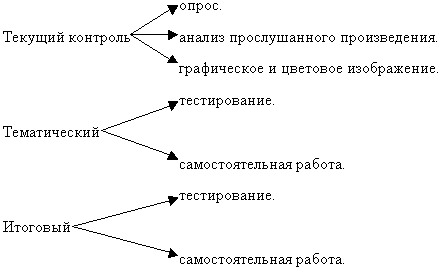 опрос.
Текущий контроль
анализ прослушанного произведения.
графическое и цветовое изображение.
тестирование.
Тематический
самостоятельная работа.
тестирование.
Итоговый
самостоятельная работа.